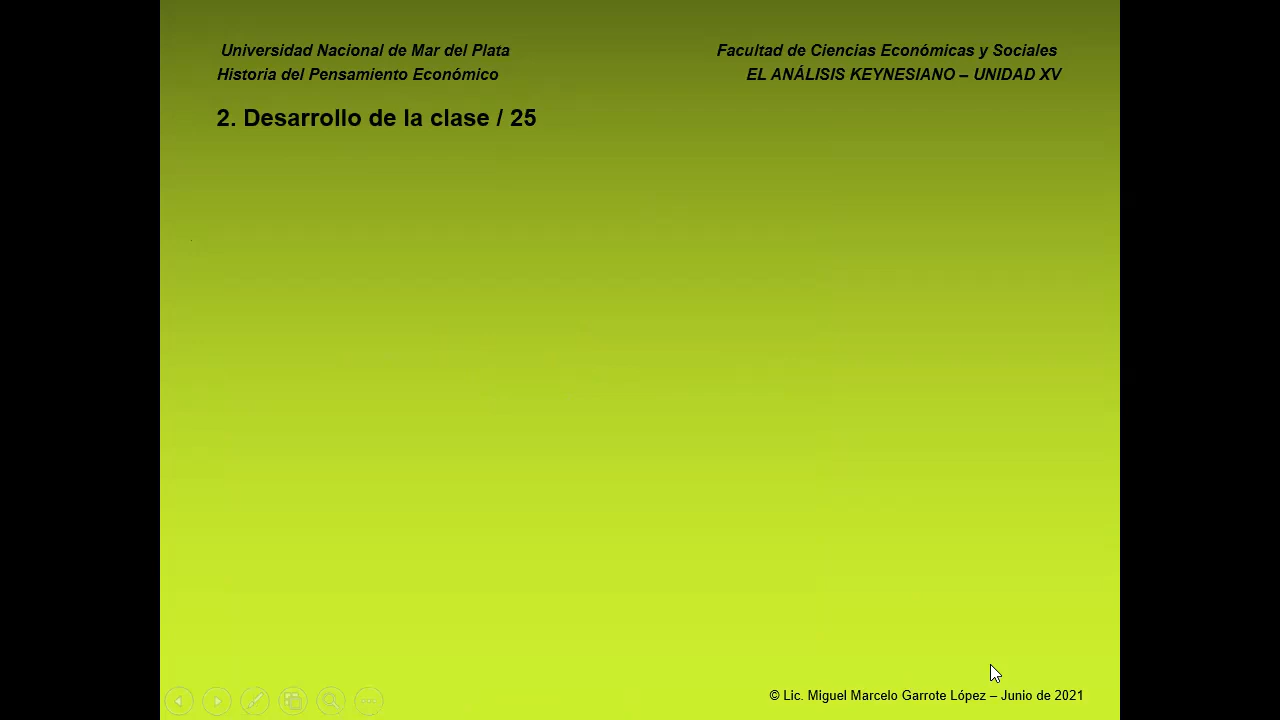 Universidad Nacional de Mar del Plata
Facultad de Ciencias Económicas y Sociales
Historia del Pensamiento Económico
EL ANÁLISIS KEYNESIANO – UNIDAD XV
2. Desarrollo de la clase / 25
© Lic. Miguel Marcelo Garrote López – Junio de 2021